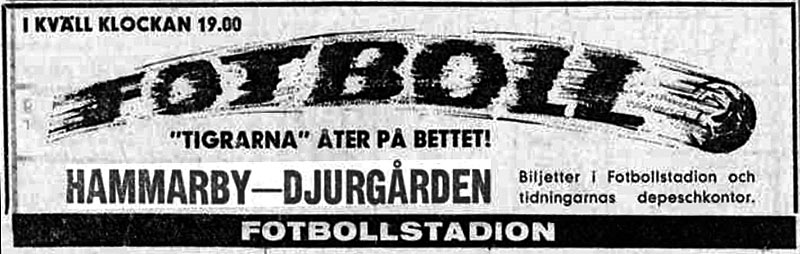 I KVÄLL KLOCKAN 19.00
FOTBOLL
"TIGRARNA" ÅTER PÅ BETTET!
HAMMARBY—DJURGÅRDEN
Biljetter i Fotbollstadion och
tidningarnas depeschkontor.
FOTBOLLSTADION